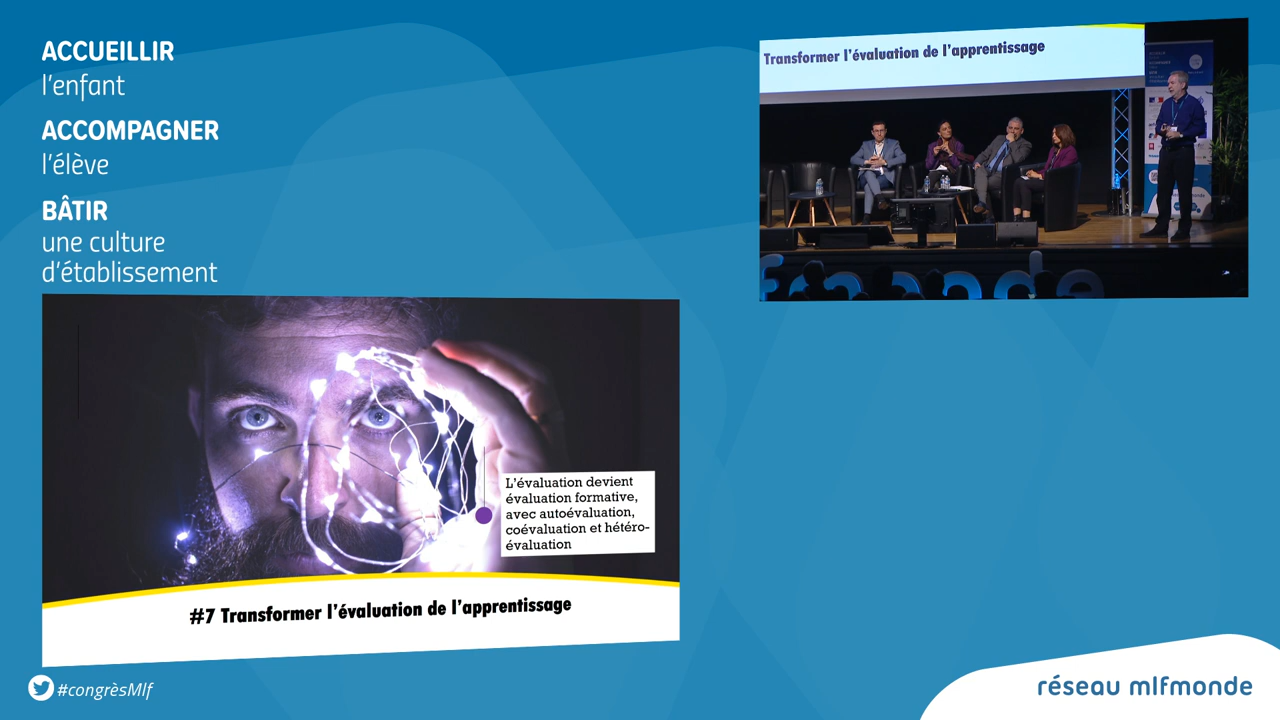 ACCUEILLIR
l'enfant
ACCOMPAGNER
l'élève
BÂTIR
une culture
d'établissement
Transformer l'évaluation de l'apprentissage
L'évaluation devient
évaluation formative,
avec autoévaluation,
coévaluation et hétéro-
évaluation
#7 Transformer l'évaluation de l'apprentissage
#congrèsMlf
réseau mlfmonde